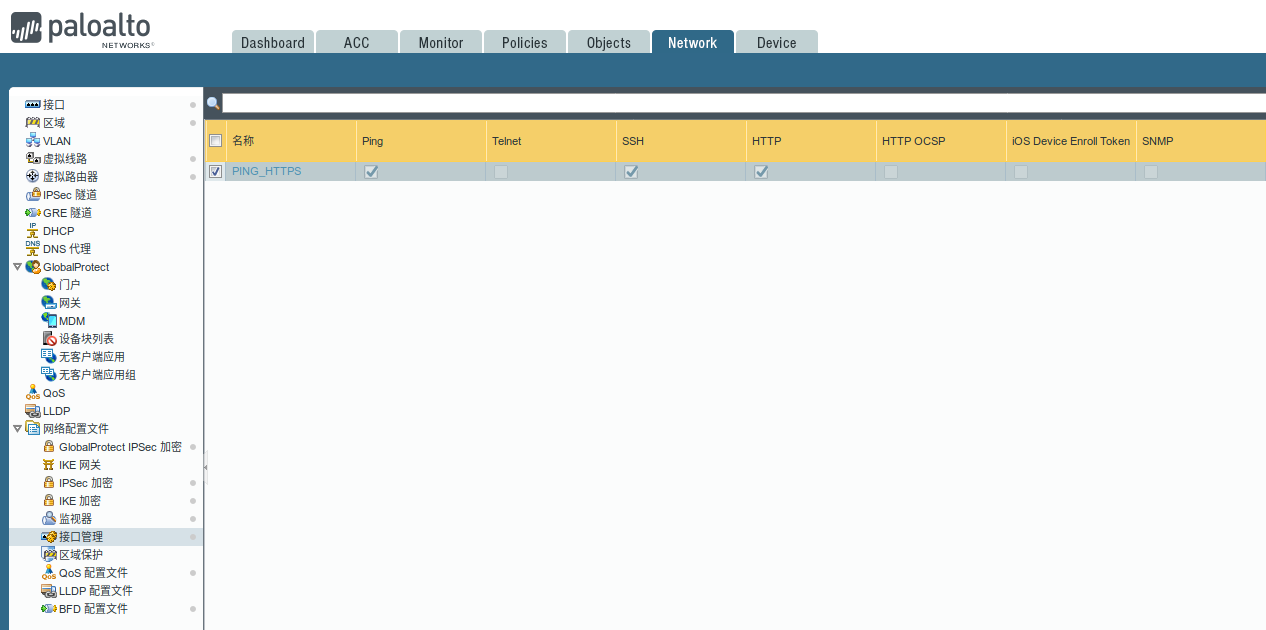 paloalto
NETWORKS
Dashboard ACC Monitor Policies Objects Network Device
接口
区域
VLAN
虚拟线路
虚拟路由器
IPSec 隧道
GRE 隧道
DHCP
DNS 代理
GlobalProtect
门户
网关
MDM
设备块列表
无客户端应用
无客户端应用组
QoS
LLDP
网络配置文件
GlobalProtect IPSec 加密
IKE 网关
IPSec 加密
IKE 加密
监视器
接口管理
区域保护
QoS 配置文件
LLDP 配置文件
BFD 配置文件
名称 Ping Telnet SSH HTTP HTTP OCSP iOS Device Enroll Token SNMP
PING_HTTPS